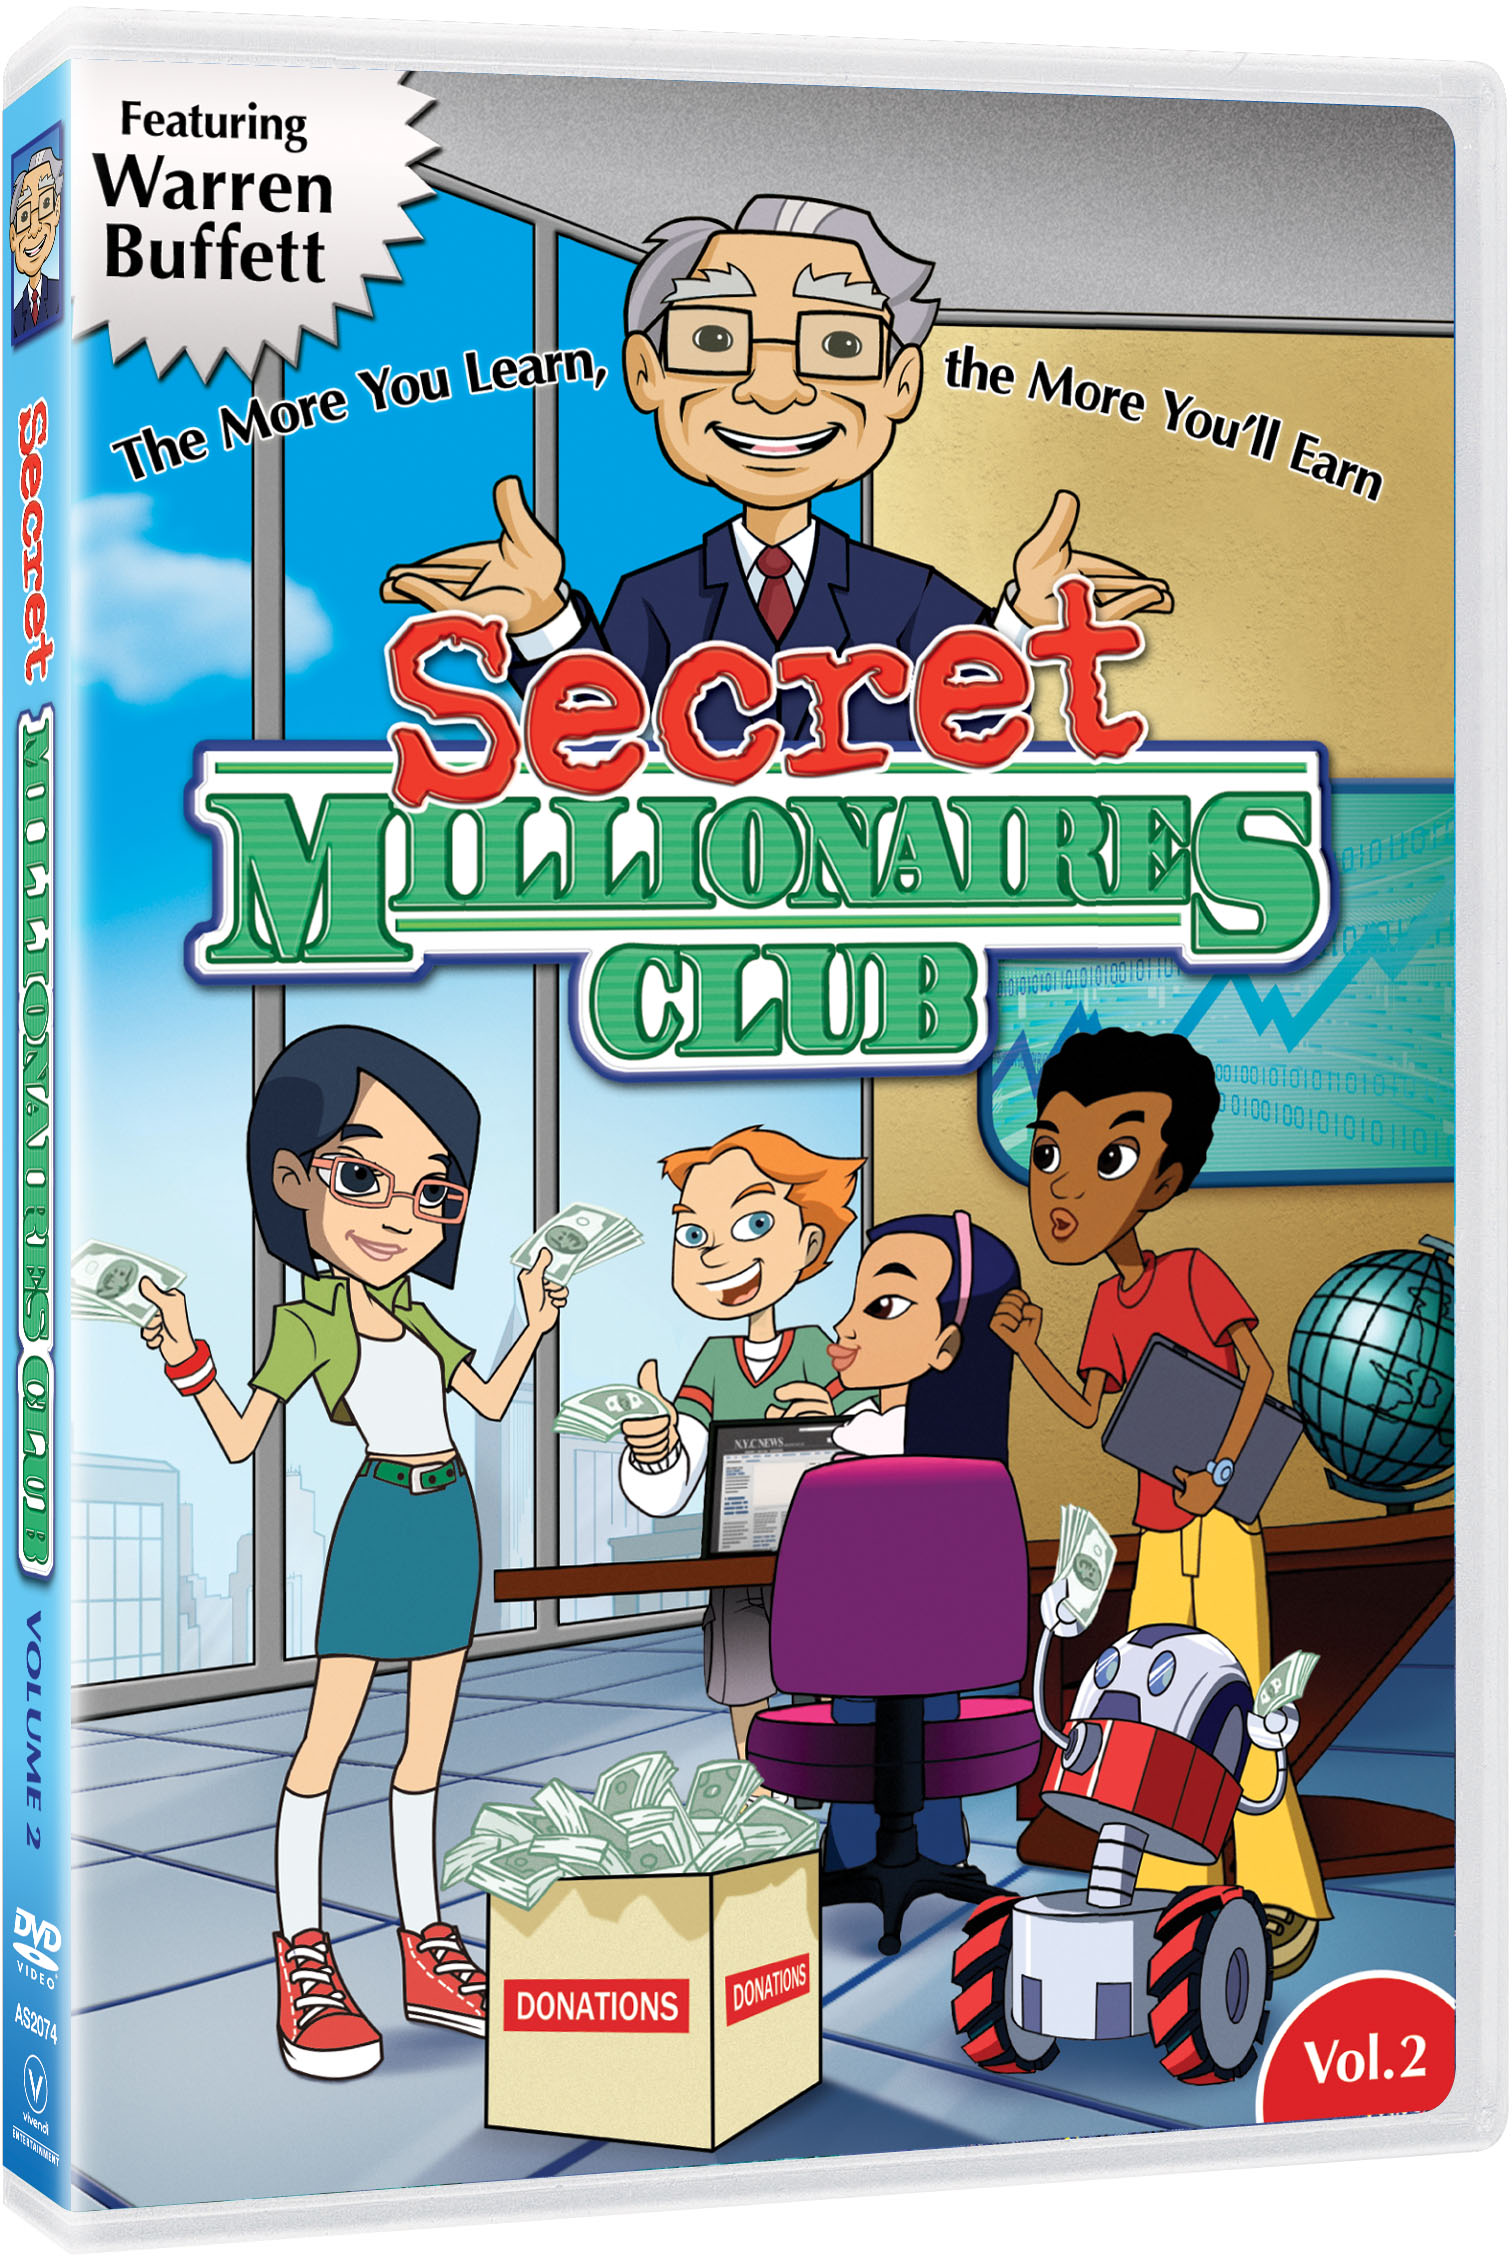 Featuring
Warren
Buffett
The More You Learn, the More You'll Earn
Secret
MILLIONAIRES
CLUB
N.Y.C NEWS
DONATIONS
DONATIONS
Vol.2
Secret MILLIONAIRES CLUB VOLUME 2
DVD
VIDEO
AS2074
V
vivendi
ENTERTAINMENT